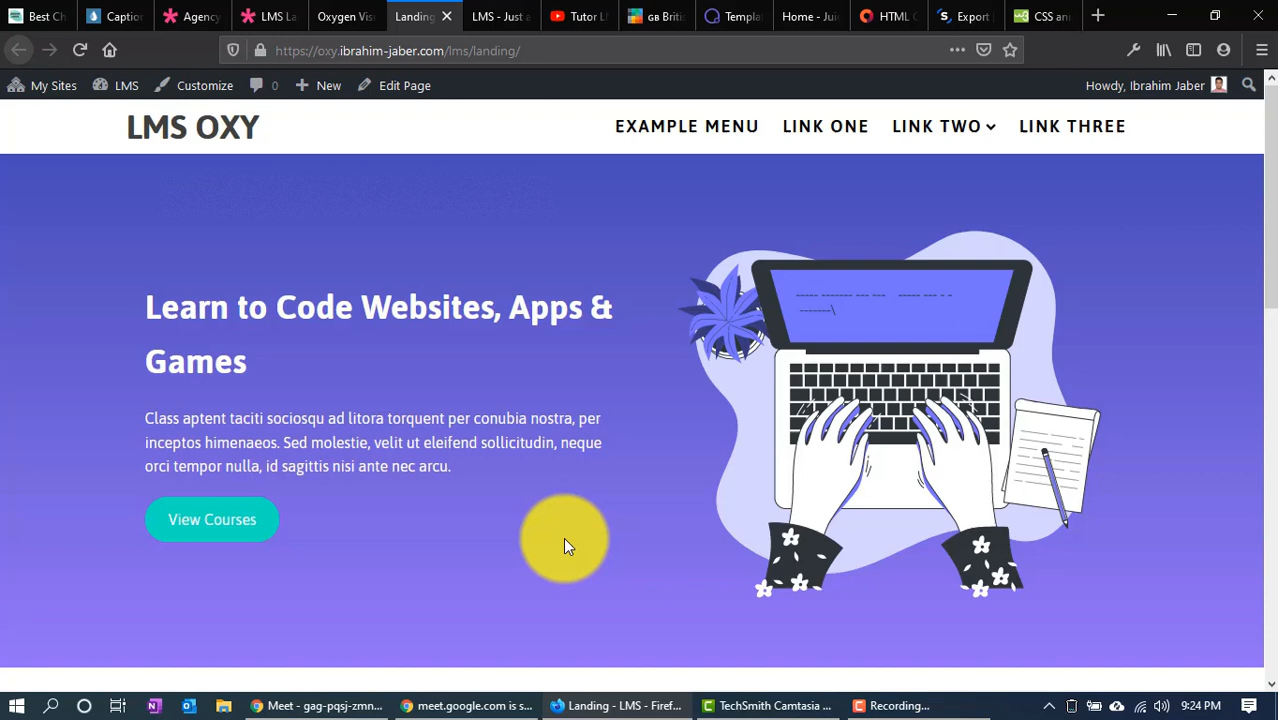 Best Ch
Captio
Agency
LMS La
Oxygen Vis
Landing
LMS - Just a
Tutor L
GB Britis
Templa
Home - Jui
HTML C
Export
CSS an
https://oxy.ibrahim-jaber.com/lms/landing/
My Sites LMS Customize 0 New Edit Page Howdy, Ibrahim Jaber
LMS OXY EXAMPLE MENU LINK ONE LINK TWO LINK THREE
Learn to Code Websites, Apps &
Games
Class aptent taciti sociosqu ad litora torquent per conubia nostra, per
inceptos himenaeos. Sed molestie, velit ut eleifend sollicitudin, neque
orci tempor nulla, id sagittis nisi ante nec arcu.
View Courses
Meet - gag-pqsj-zmn...
meet.google.com is s...
Landing - LMS - Firef...
TechSmith Camtasia ...
Recording...
9:24 PM